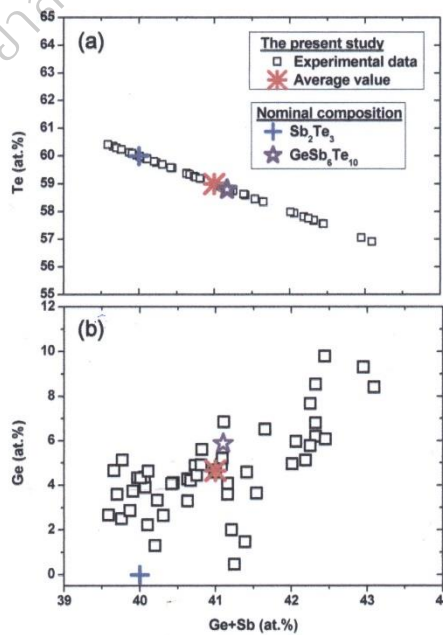 (a)
The present study
Experimental data
Average value
Nominal composition
Sb₂Te₃
GeSb₆Te₁₀
Te (at.%)
65
64
63
62
61
60
59
58
57
56
55
(b)
Ge (at.%)
12
10
8
6
4
2
0
39 40 41 42 43
Ge+Sb (at.%)